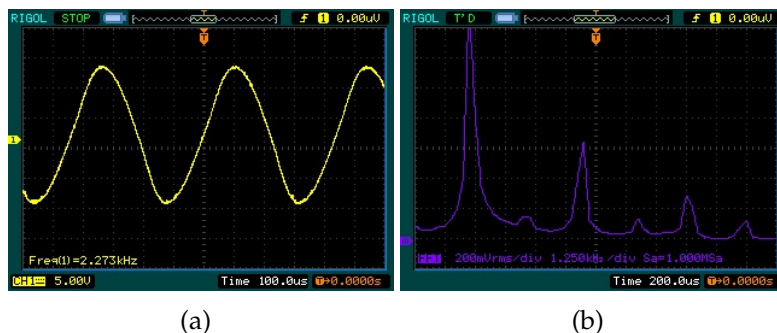 RIGOL STOP 1 0.00uV
T
1
Freq(1)=2.273kHz
CH1 5.00V Time 100.0us T→0.0000s
(a)
RIGOL T'D 1 0.00uV
T
FFT 200mVrms/div 1.250kHz/div Sa=1.000MSa
Time 200.0us T→0.0000s
(b)